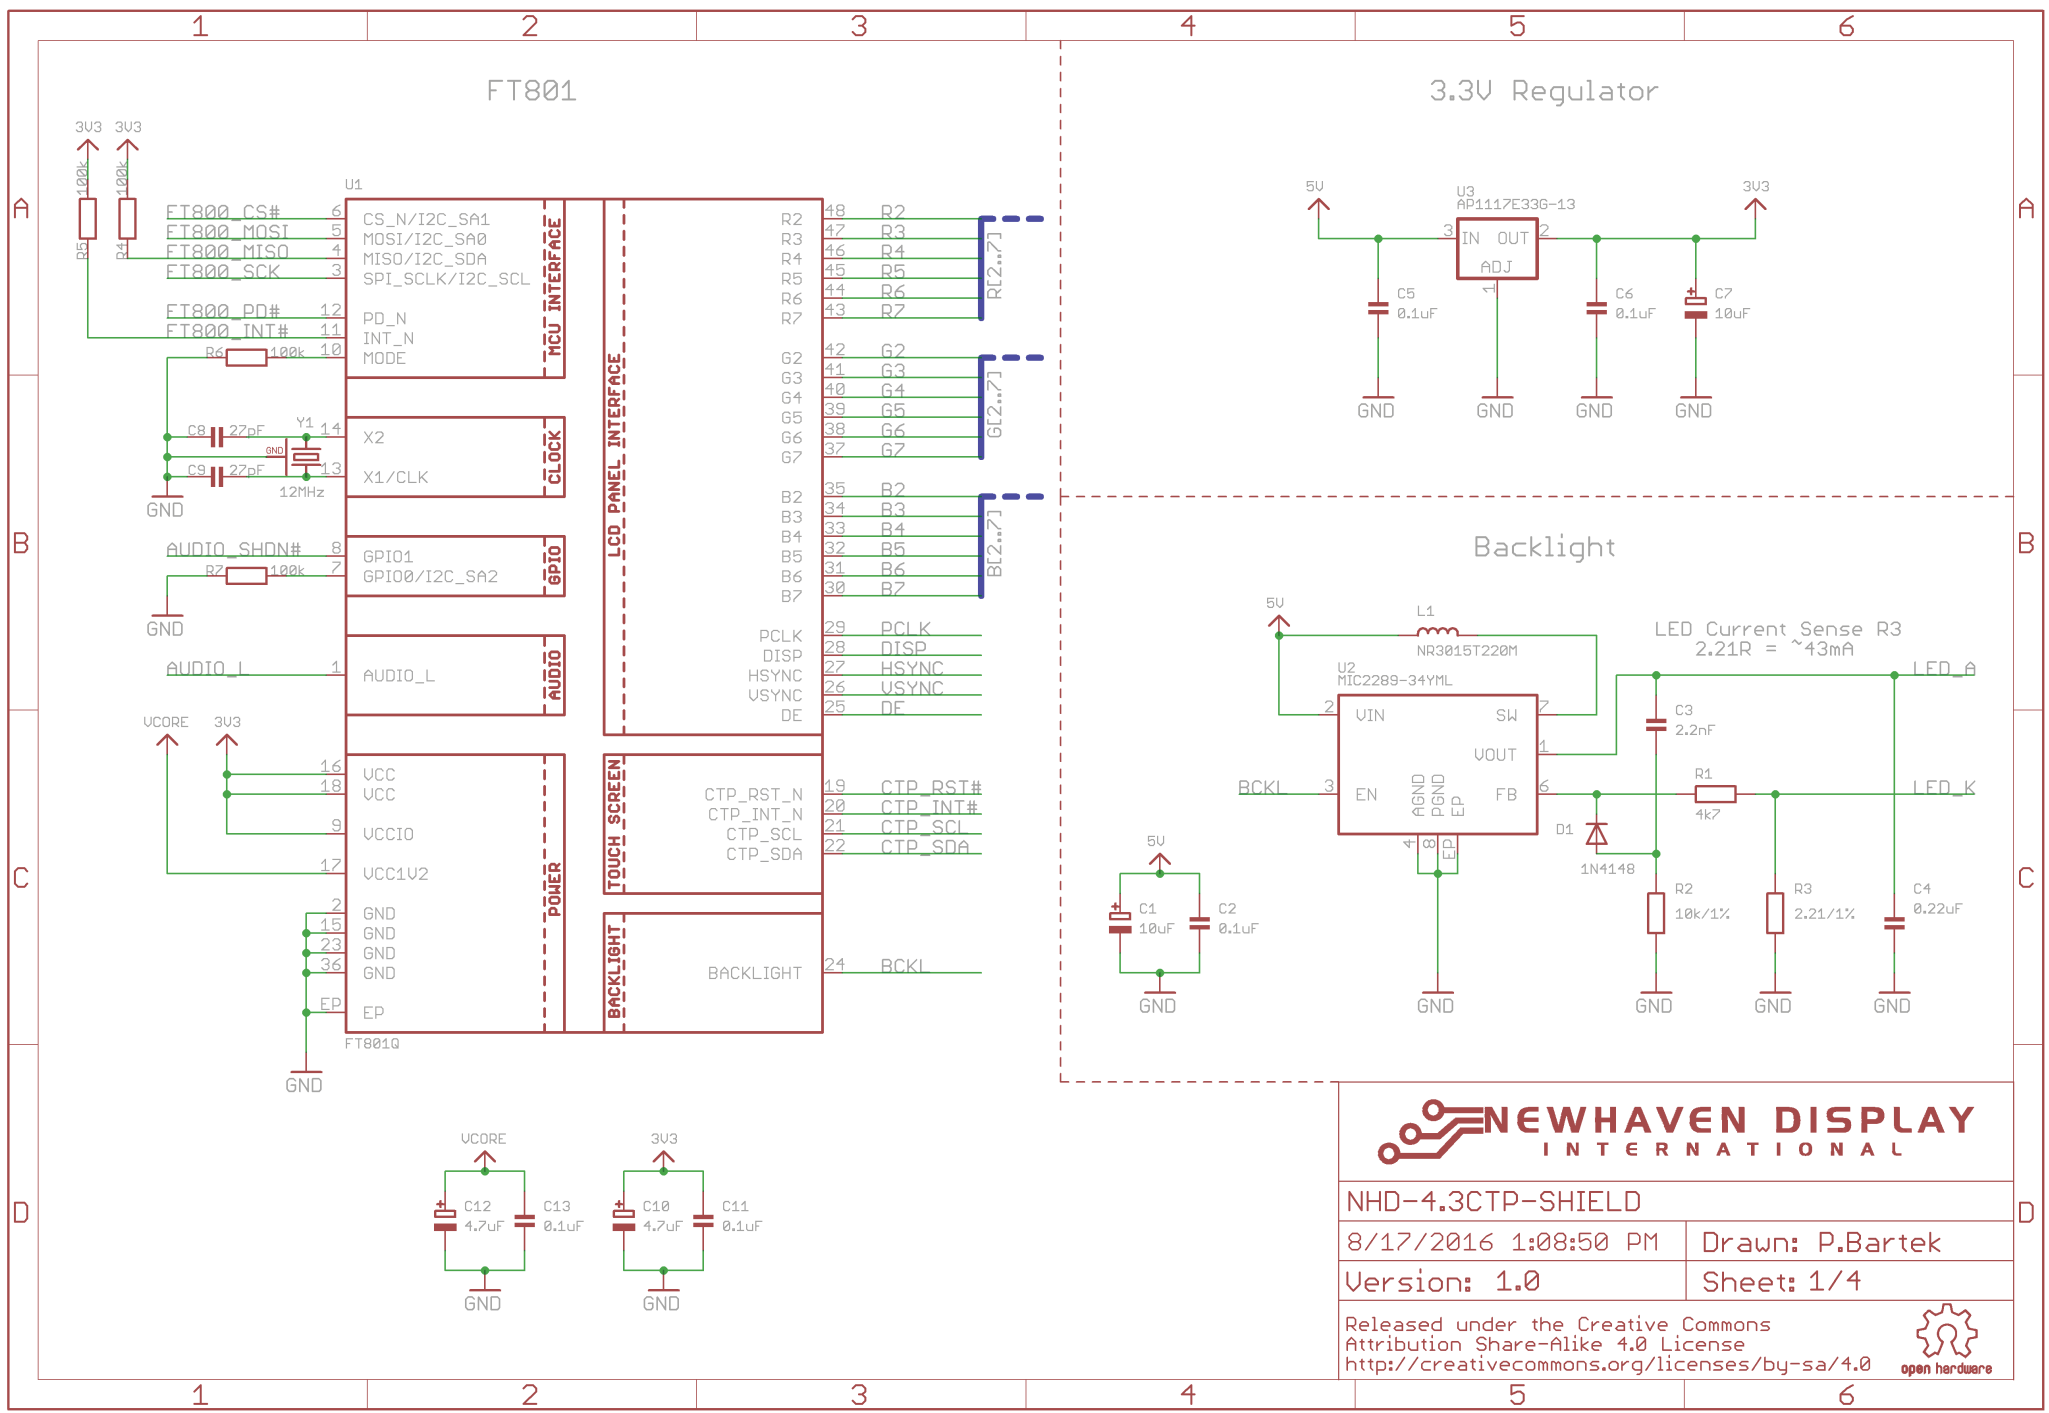 1 2 3 4 5 6
A
B
C
D
FT801
3V3 3V3
100k 100k
R5 R4
U1
FT800_CS# 6 CS_N/I2C_SA1
FT800_MOSI 5 MOSI/I2C_SA0
FT800_MISO 4 MISO/I2C_SDA
FT800_SCK 3 SPI_SCLK/I2C_SCL
FT800_PD# 12 PD_N
FT800_INT# 11 INT_N
R6 100k 10 MODE
MCU INTERFACE
C8 27pF Y1 14 X2
GND
C9 27pF 13 X1/CLK
12MHz
GND
CLOCK
AUDIO_SHDN# 8 GPIO1
R7 100k 7 GPIO0/I2C_SA2
GND
GPIO
AUDIO_L 1 AUDIO_L
AUDIO
VCORE 3V3
16 VCC
18 VCC
9 VCCIO
17 VCC1V2
2 GND
15 GND
23 GND
36 GND
EP EP
POWER
FT801Q
GND
LCD PANEL INTERFACE
R2 48 R2
R3 47 R3
R4 46 R4
R5 45 R5
R6 44 R6
R7 43 R7
R[2..7]
G2 42 G2
G3 41 G3
G4 40 G4
G5 39 G5
G6 38 G6
G7 37 G7
G[2..7]
B2 35 B2
B3 34 B3
B4 33 B4
B5 32 B5
B6 31 B6
B7 30 B7
B[2..7]
PCLK 29 PCLK
DISP 28 DISP
HSYNC 27 HSYNC
VSYNC 26 VSYNC
DE 25 DE
TOUCH SCREEN
CTP_RST_N 19 CTP_RST#
CTP_INT_N 20 CTP_INT#
CTP_SCL 21 CTP_SCL
CTP_SDA 22 CTP_SDA
BACKLIGHT
BACKLIGHT 24 BCKL
VCORE 3V3
C12 C13 C10 C11
4.7uF 0.1uF 4.7uF 0.1uF
GND GND
3.3V Regulator
5V U3 3V3
AP1117E33G-13
3 IN OUT 2
ADJ
1
C5 C6 C7
0.1uF 0.1uF 10uF
GND GND GND GND
Backlight
5V L1
NR3015T220M
LED Current Sense R3
2.21R = ~43mA
U2
MIC2289-34YML
LED_A
2 VIN SW 7
VOUT 1
C3
2.2nF
BCKL 3 EN FB 6
AGND PGND EP
4 8 EP
R1
4k7
LED_K
D1
1N4148
5V
C1 C2
10uF 0.1uF
R2 R3 C4
10k/1% 2.21/1% 0.22uF
GND GND GND GND GND
NEWHAVEN DISPLAY
INTERNATIONAL
NHD-4.3CTP-SHIELD
8/17/2016 1:08:50 PM Drawn: P.Bartek
Version: 1.0 Sheet: 1/4
Released under the Creative Commons
Attribution Share-Alike 4.0 License
http://creativecommons.org/licenses/by-sa/4.0
open hardware
A
B
C
D
1 2 3 4 5 6